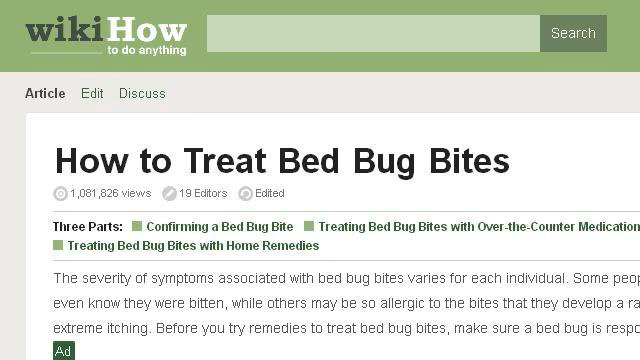 wikiHow
to do anything
Search
Article Edit Discuss
How to Treat Bed Bug Bites
1,081,826 views 19 Editors Edited
Three Parts: Confirming a Bed Bug Bite Treating Bed Bug Bites with Over-the-Counter Medication
Treating Bed Bug Bites with Home Remedies
The severity of symptoms associated with bed bug bites varies for each individual. Some peop
even know they were bitten, while others may be so allergic to the bites that they develop a ra
extreme itching. Before you try remedies to treat bed bug bites, make sure a bed bug is respo
Ad